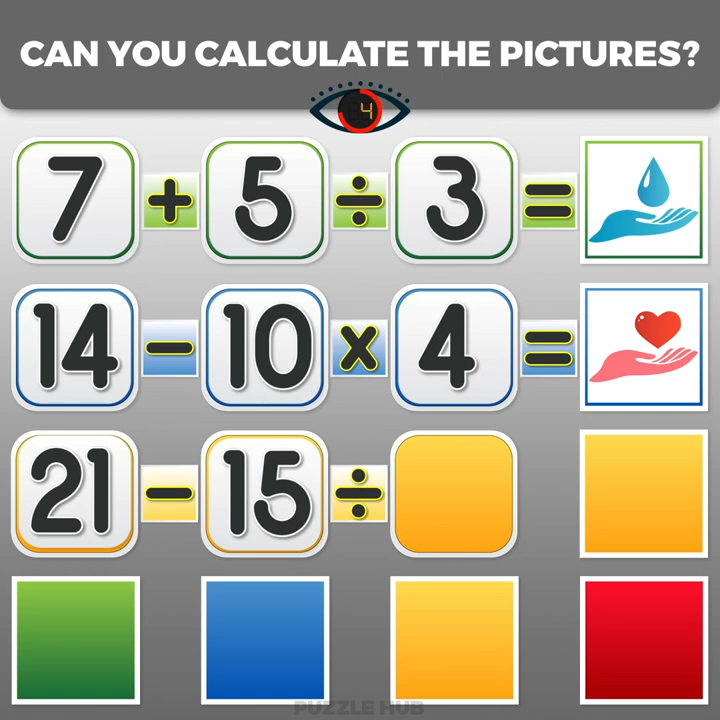 CAN YOU CALCULATE THE PICTURES?
4
7 + 5 ÷ 3 =
14 - 10 x 4 =
21 - 15 ÷
PUZZLE HUB